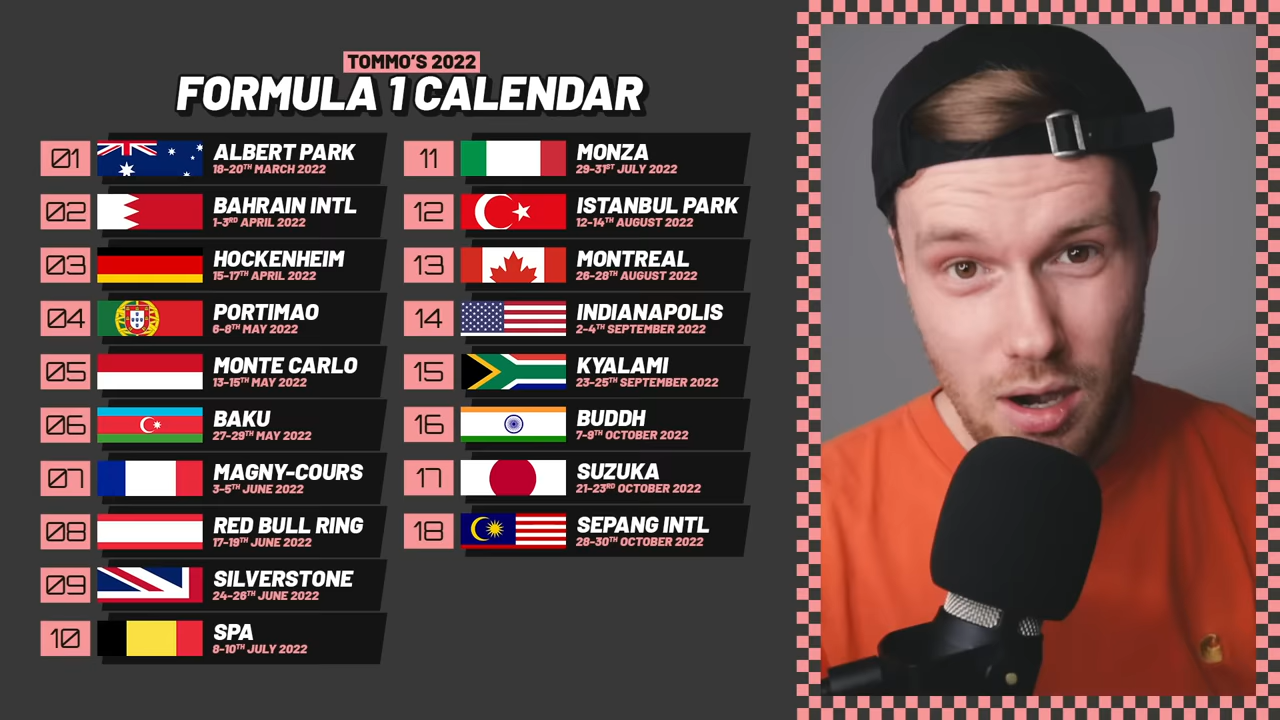 TOMMO'S 2022
FORMULA 1 CALENDAR
01
ALBERT PARK
18-20TH MARCH 2022
02
BAHRAIN INTL
1-3RD APRIL 2022
03
HOCKENHEIM
15-17TH APRIL 2022
04
PORTIMAO
6-8TH MAY 2022
05
MONTE CARLO
13-15TH MAY 2022
06
BAKU
27-29TH MAY 2022
07
MAGNY-COURS
3-5TH JUNE 2022
08
RED BULL RING
17-19TH JUNE 2022
09
SILVERSTONE
24-26TH JUNE 2022
10
SPA
8-10TH JULY 2022
11
MONZA
29-31ST JULY 2022
12
ISTANBUL PARK
12-14TH AUGUST 2022
13
MONTREAL
26-28TH AUGUST 2022
14
INDIANAPOLIS
2-4TH SEPTEMBER 2022
15
KYALAMI
23-25TH SEPTEMBER 2022
16
BUDDH
7-9TH OCTOBER 2022
17
SUZUKA
21-23RD OCTOBER 2022
18
SEPANG INTL
28-30TH OCTOBER 2022